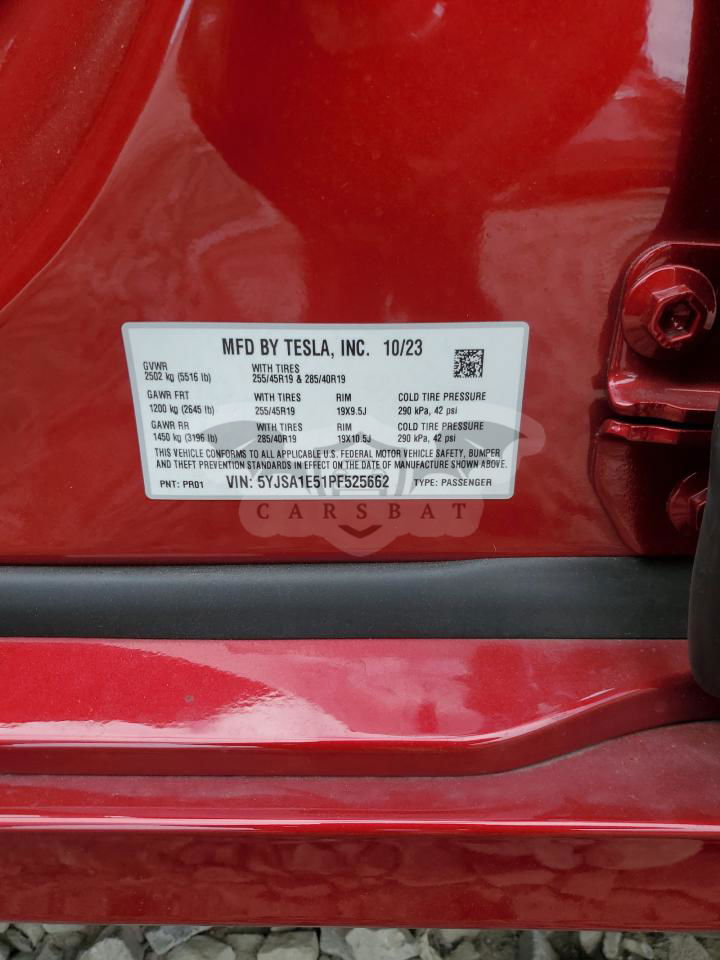 MFD BY TESLA, INC. 10/23
GVWR WITH TIRES
2502 kg (5516 lb) 255/45R19 & 285/40R19
GAWR FRT WITH TIRES RIM COLD TIRE PRESSURE
1200 kg (2645 lb) 255/45R19 19X9.5J 290 kPa, 42 psi
GAWR RR WITH TIRES RIM COLD TIRE PRESSURE
1450 kg (3196 lb) 285/40R19 19X10.5J 290 kPa, 42 psi
THIS VEHICLE CONFORMS TO ALL APPLICABLE U.S. FEDERAL MOTOR VEHICLE SAFETY, BUMPER
AND THEFT PREVENTION STANDARDS IN EFFECT ON THE DATE OF MANUFACTURE SHOWN ABOVE.
PNT: PR01 VIN: 5YJSA1E51PF525662 TYPE: PASSENGER
CARSBAT